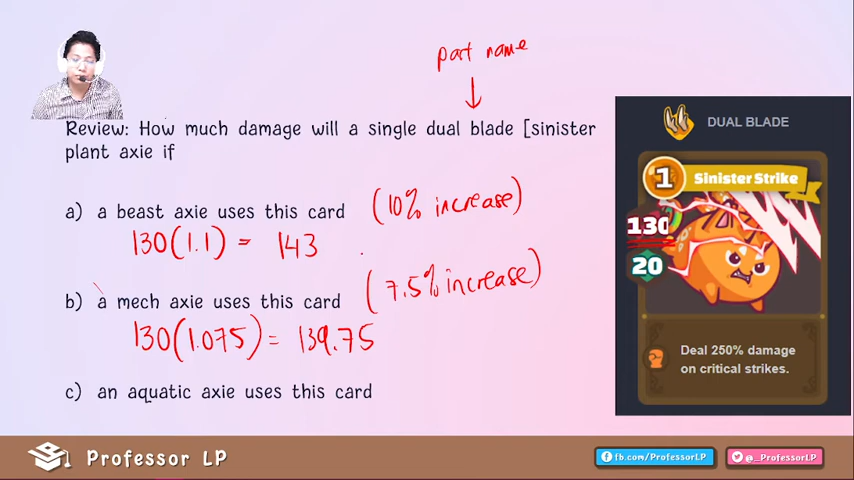 part name
Review: How much damage will a single dual blade [sinister
plant axie if
a) a beast axie uses this card (10% increase)
130(1.1) = 143
b) a mech axie uses this card (7.5% increase)
130(1.075) = 139.75
c) an aquatic axie uses this card
DUAL BLADE
1 Sinister Strike
130
20
Deal 250% damage
on critical strikes.
Professor LP
fb.com/ProfessorLP
@_ProfessorLP